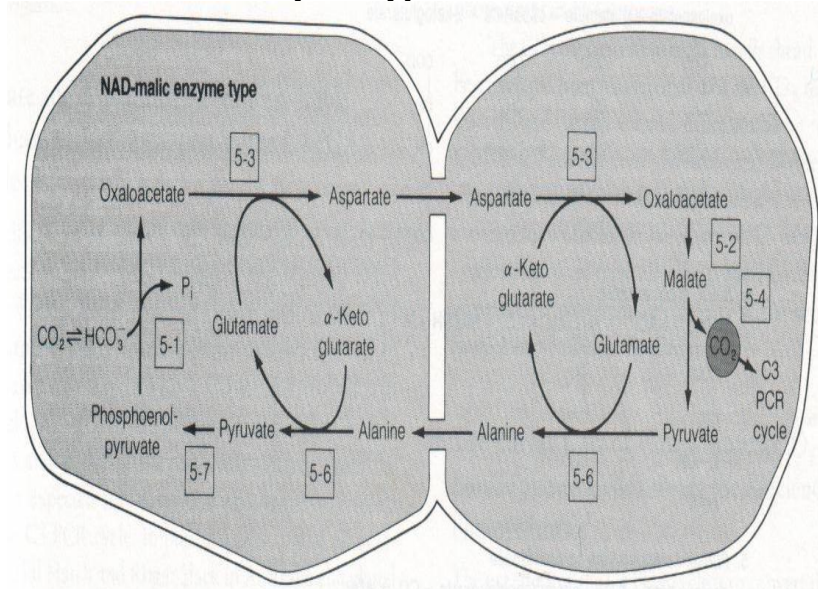 NAD-malic enzyme type
5-3
5-3
Oxaloacetate
Aspartate
Aspartate
Oxaloacetate
5-2
Pi
α-Keto
glutarate
Malate
5-4
CO2⇌HCO3−
5-1
Glutamate
α-Keto
glutarate
Glutamate
CO2
C3
PCR
cycle
Phosphoenol-
pyruvate
Pyruvate
Alanine
Alanine
Pyruvate
5-7
5-6
5-6